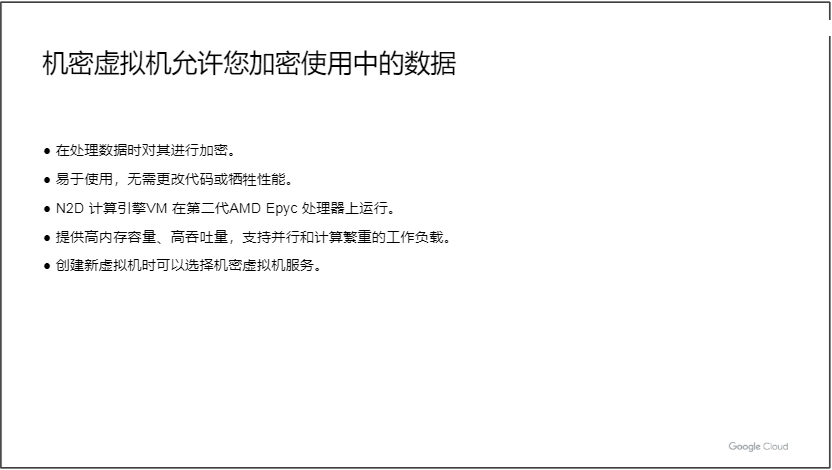 机密虚拟机允许您加密使用中的数据
● 在处理数据时对其进行加密。
● 易于使用，无需更改代码或牺牲性能。
● N2D 计算引擎VM 在第二代AMD Epyc 处理器上运行。
● 提供高内存容量、高吞吐量，支持并行和计算繁重的工作负载。
● 创建新虚拟机时可以选择机密虚拟机服务。
Google Cloud